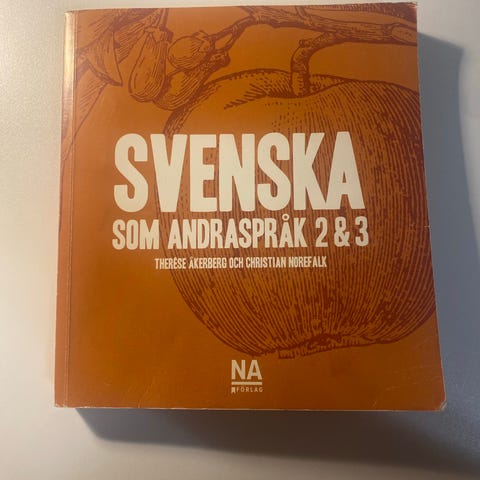 SVENSKA
SOM ANDRASPRÅK 2 & 3
THERÉSE ÅKERBERG OCH CHRISTIAN NOREFALK
NA
FÖRLAG